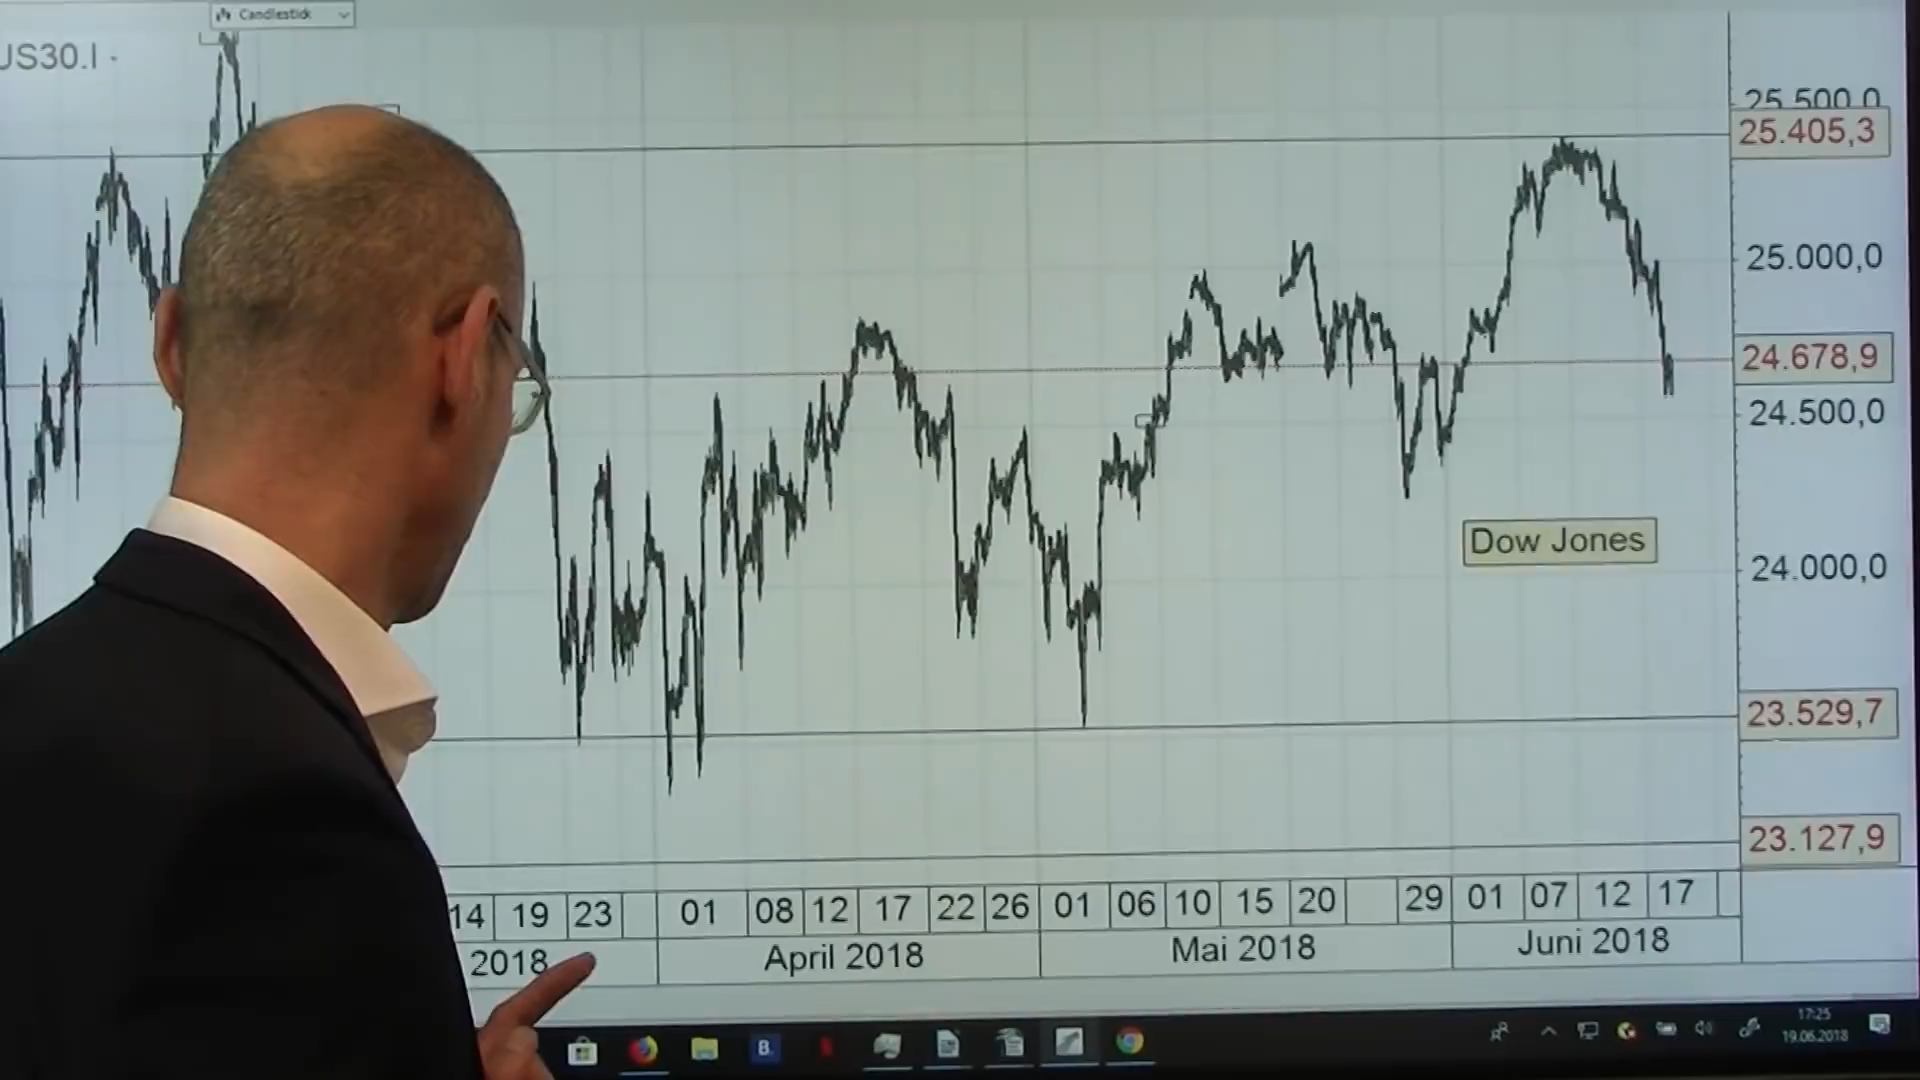 Candlestick
US30.I
25.500,0
25.405,3
25.000,0
24.678,9
24.500,0
Dow Jones
24.000,0
23.529,7
23.127,9
14 19 23 01 08 12 17 22 26 01 06 10 15 20 29 01 07 12 17
2018 April 2018 Mai 2018 Juni 2018
B.
17:25
19.06.2018